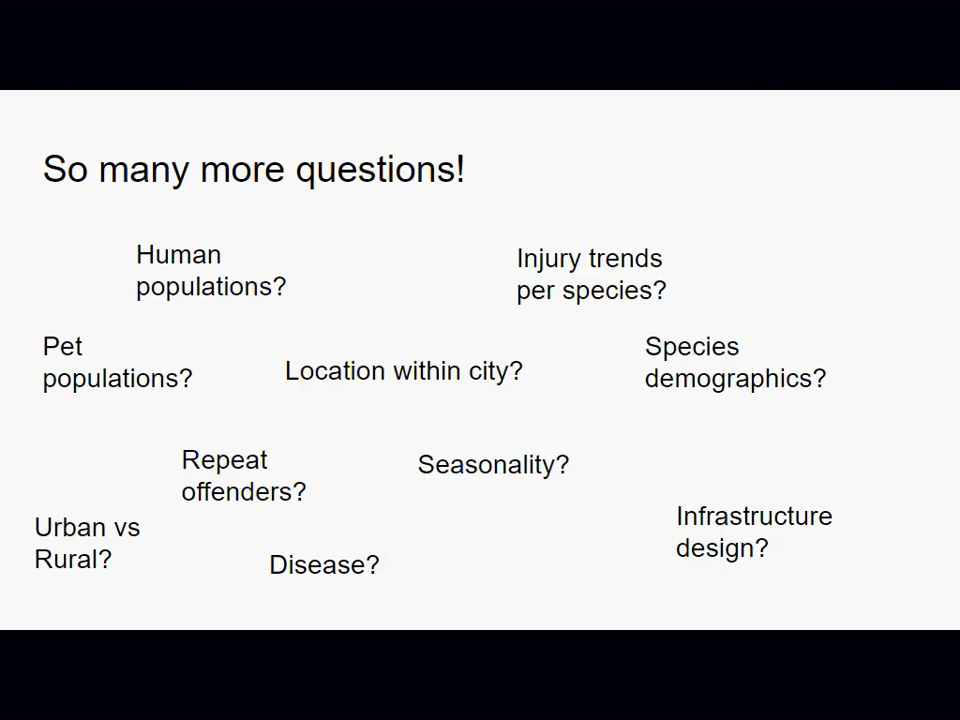 So many more questions!
Human
populations?
Injury trends
per species?
Pet
populations?
Location within city?
Species
demographics?
Repeat
offenders?
Seasonality?
Urban vs
Rural?
Disease?
Infrastructure
design?